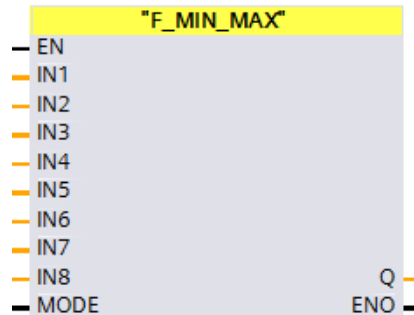 "F_MIN_MAX"
EN
IN1
IN2
IN3
IN4
IN5
IN6
IN7
IN8 Q
MODE ENO